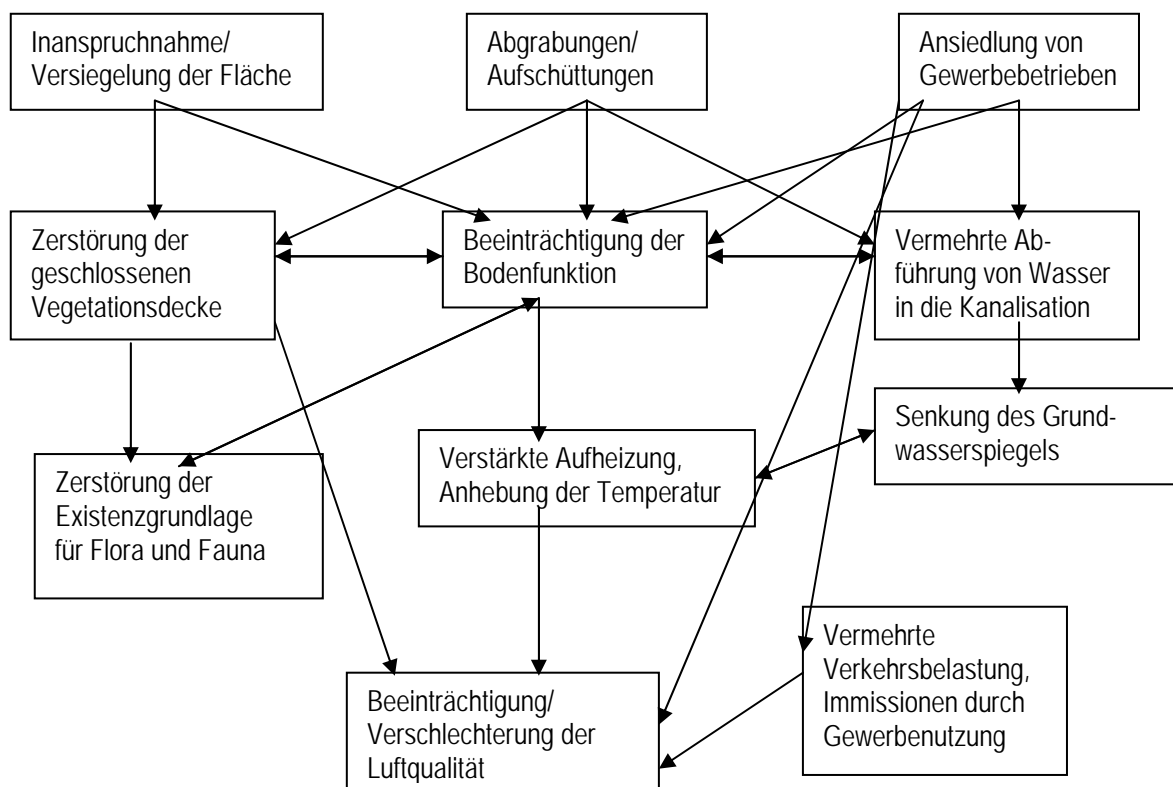 Inanspruchnahme/
Versiegelung der Fläche
Abgrabungen/
Aufschüttungen
Ansiedlung von
Gewerbebetrieben
Zerstörung der
geschlossenen
Vegetationsdecke
Beeinträchtigung der
Bodenfunktion
Vermehrte Ab-
führung von Wasser
in die Kanalisation
Senkung des Grund-
wasserspiegels
Zerstörung der
Existenzgrundlage
für Flora und Fauna
Verstärkte Aufheizung,
Anhebung der Temperatur
Beeinträchtigung/
Verschlechterung der
Luftqualität
Vermehrte
Verkehrsbelastung,
Immissionen durch
Gewerbenutzung